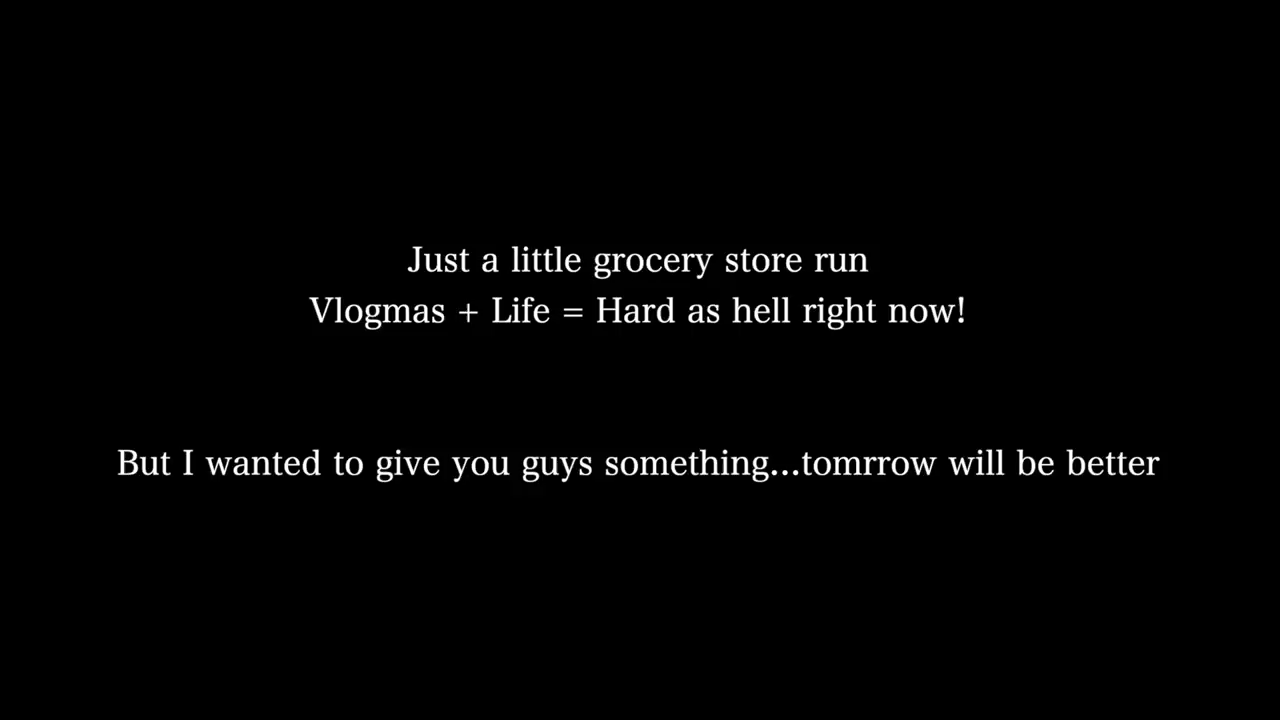 Just a little grocery store run
Vlogmas + Life = Hard as hell right now!
But I wanted to give you guys something...tomrrow will be better